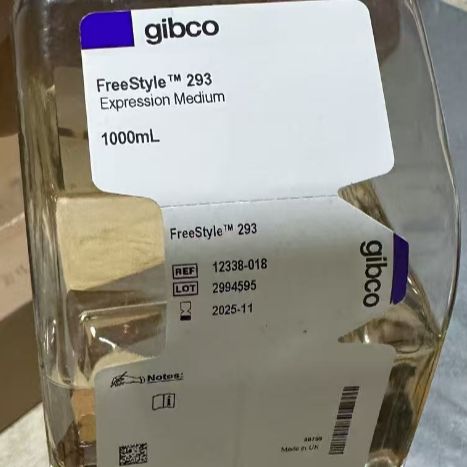 gibco
FreeStyle™ 293
Expression Medium
1000mL
FreeStyle™ 293
gibco
REF 12338-018
LOT 2994595
2025-11
Notes:
Made in UK